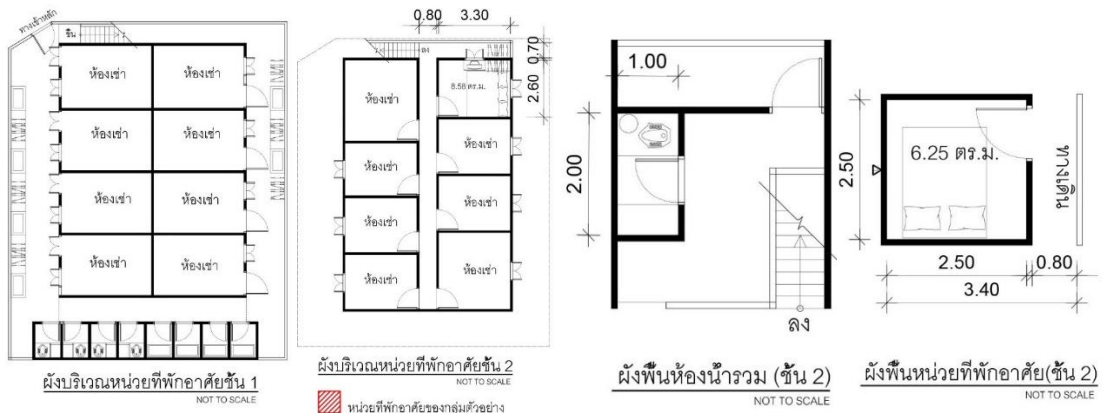 ทางเข้าหลัก
ขึ้น
ห้องเช่า ห้องเช่า
ห้องเช่า ห้องเช่า
ห้องเช่า ห้องเช่า
ห้องเช่า ห้องเช่า
ผังบริเวณหน่วยที่พักอาศัยชั้น 1
NOT TO SCALE
0.80 3.30
ลง
0.70
2.60
8.58 ตร.ม.
ห้องเช่า
ห้องเช่า ห้องเช่า
ห้องเช่า ห้องเช่า
ห้องเช่า ห้องเช่า
ผังบริเวณหน่วยที่พักอาศัยชั้น 2
NOT TO SCALE
หน่วยที่พักอาศัยของกลุ่มตัวอย่าง
1.00
2.00
ลง
ผังพื้นห้องน้ำรวม (ชั้น 2)
NOT TO SCALE
2.50
6.25 ตร.ม.
ทางเดิน
2.50 0.80
3.40
ผังพื้นหน่วยที่พักอาศัย(ชั้น 2)
NOT TO SCALE